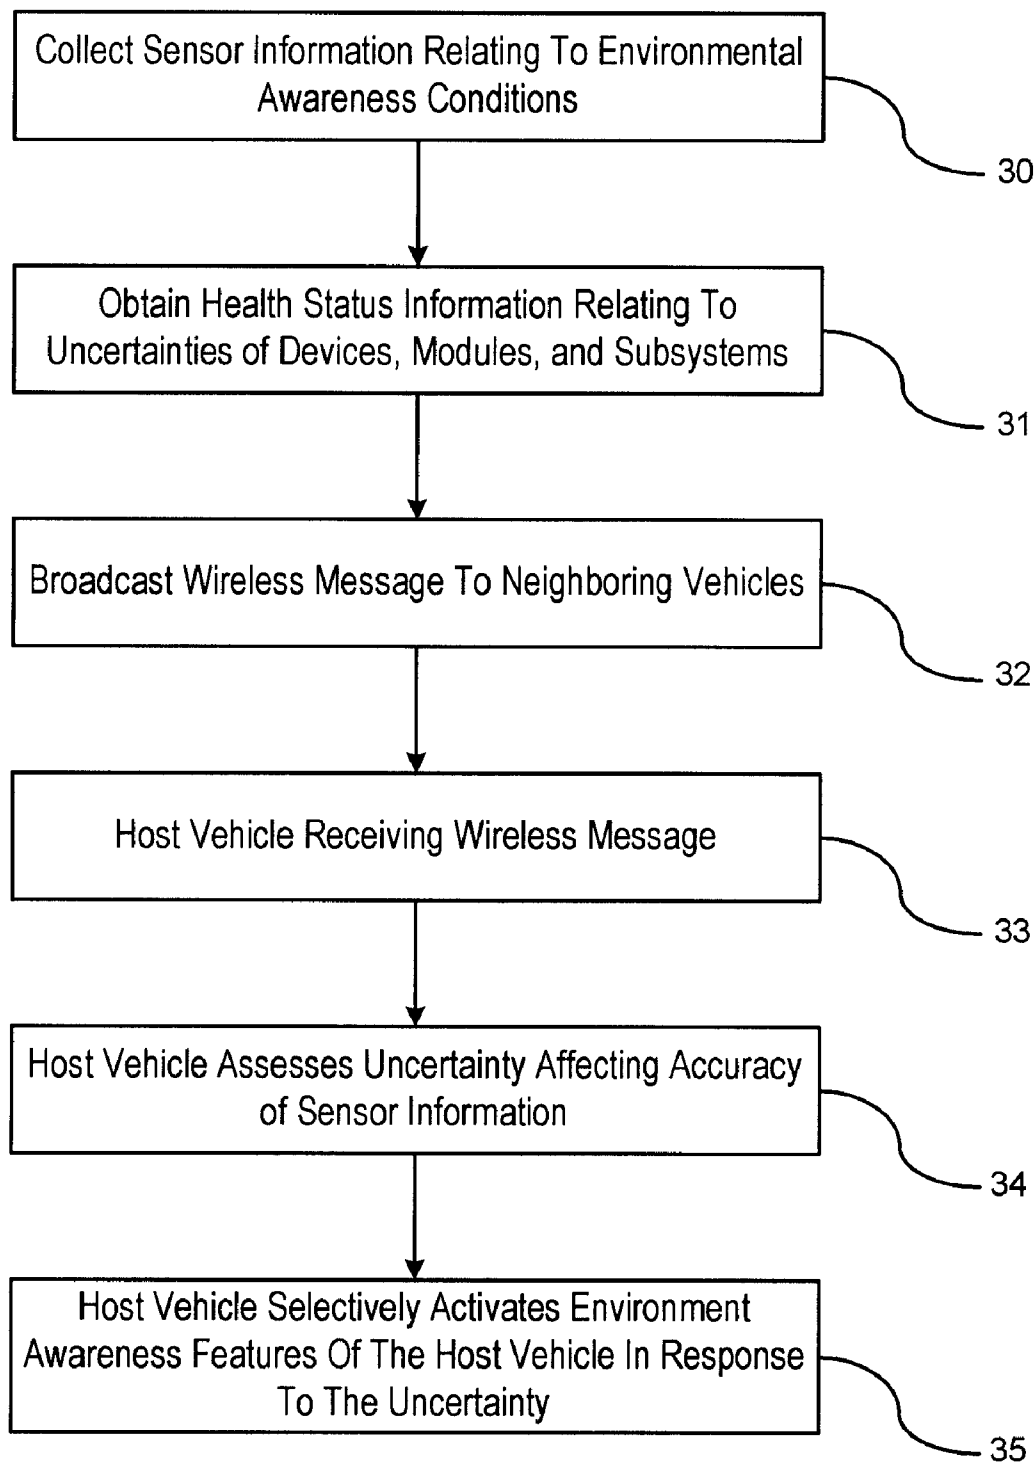 Collect Sensor Information Relating To Environmental
Awareness Conditions
30
Obtain Health Status Information Relating To
Uncertainties of Devices, Modules, and Subsystems
31
Broadcast Wireless Message To Neighboring Vehicles
32
Host Vehicle Receiving Wireless Message
33
Host Vehicle Assesses Uncertainty Affecting Accuracy
of Sensor Information
34
Host Vehicle Selectively Activates Environment
Awareness Features Of The Host Vehicle In Response
To The Uncertainty
35